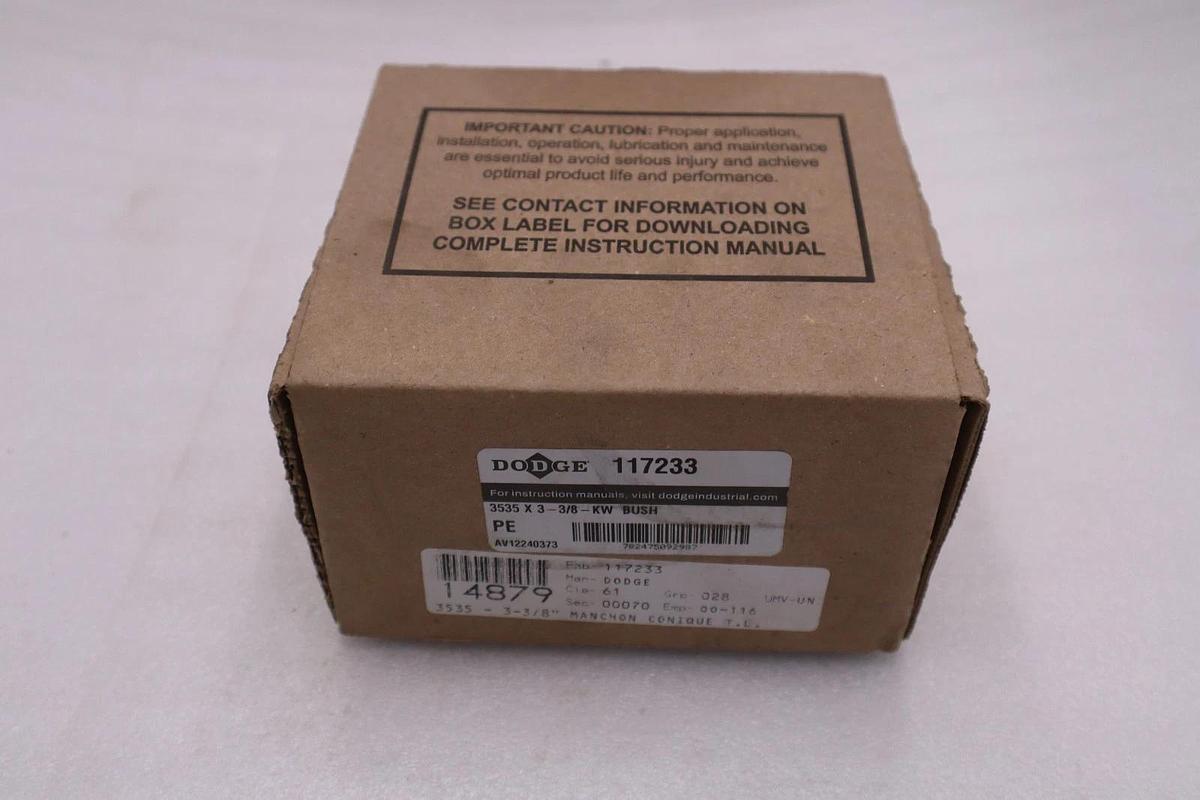 IMPORTANT CAUTION: Proper application,
installation, operation, lubrication and maintenance
are essential to avoid serious injury and achieve
optimal product life and performance.
SEE CONTACT INFORMATION ON
BOX LABEL FOR DOWNLOADING
COMPLETE INSTRUCTION MANUAL
DODGE 117233
For instruction manuals, visit dodgeindustrial.com
3535 X 3-3/8-KW BUSH
PE
AV12240373
782475092987
14879
Fab- 117233
Man- DODGE
Cla- 61 Grp- 028 UMV-UN
Sec- 00070 Emp- 00-116
3535 - 3-3/8" MANCHON CONIQUE T.L.